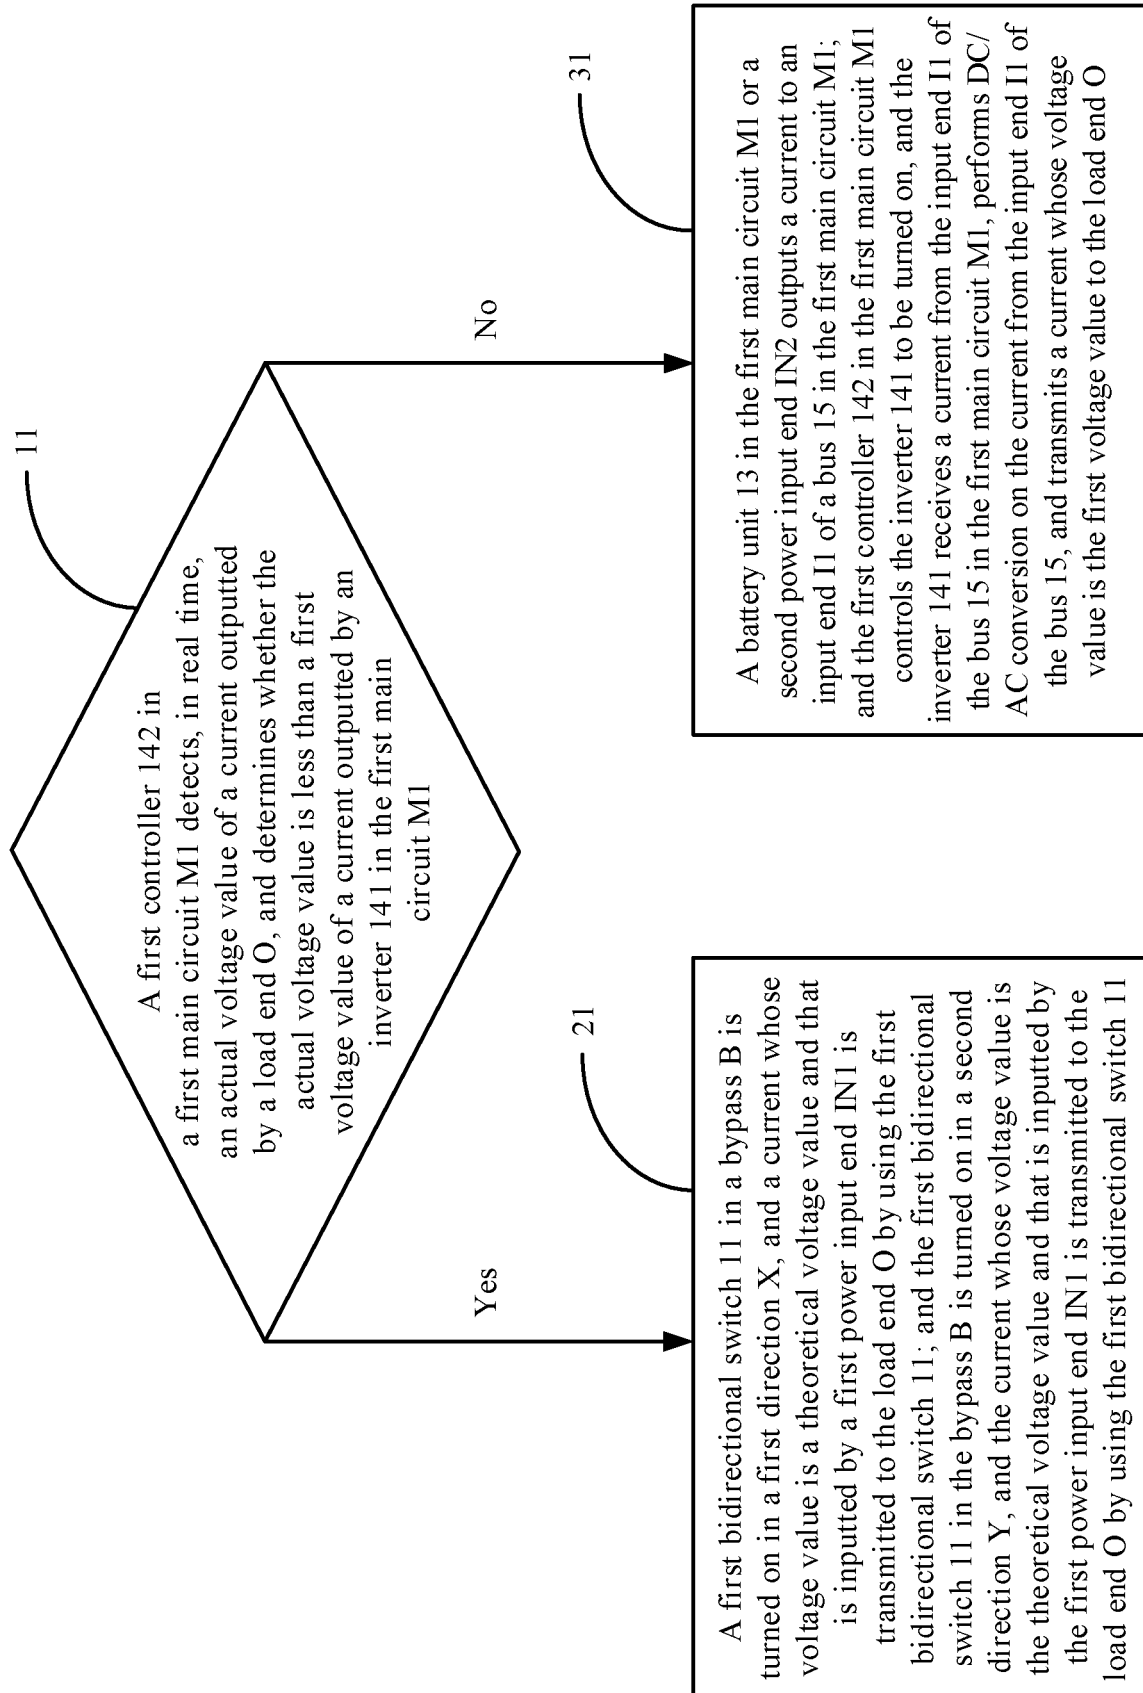 11
A first controller 142 in
a first main circuit M1 detects, in real time,
an actual voltage value of a current outputted
by a load end O, and determines whether the
actual voltage value is less than a first
voltage value of a current outputted by an
inverter 141 in the first main
circuit M1
Yes
No
21
A first bidirectional switch 11 in a bypass B is
turned on in a first direction X, and a current whose
voltage value is a theoretical voltage value and that
is inputted by a first power input end IN1 is
transmitted to the load end O by using the first
bidirectional switch 11; and the first bidirectional
switch 11 in the bypass B is turned on in a second
direction Y, and the current whose voltage value is
the theoretical voltage value and that is inputted by
the first power input end IN1 is transmitted to the
load end O by using the first bidirectional switch 11
31
A battery unit 13 in the first main circuit M1 or a
second power input end IN2 outputs a current to an
input end I1 of a bus 15 in the first main circuit M1;
and the first controller 142 in the first main circuit M1
controls the inverter 141 to be turned on, and the
inverter 141 receives a current from the input end I1 of
the bus 15 in the first main circuit M1, performs DC/
AC conversion on the current from the input end I1 of
the bus 15, and transmits a current whose voltage
value is the first voltage value to the load end O